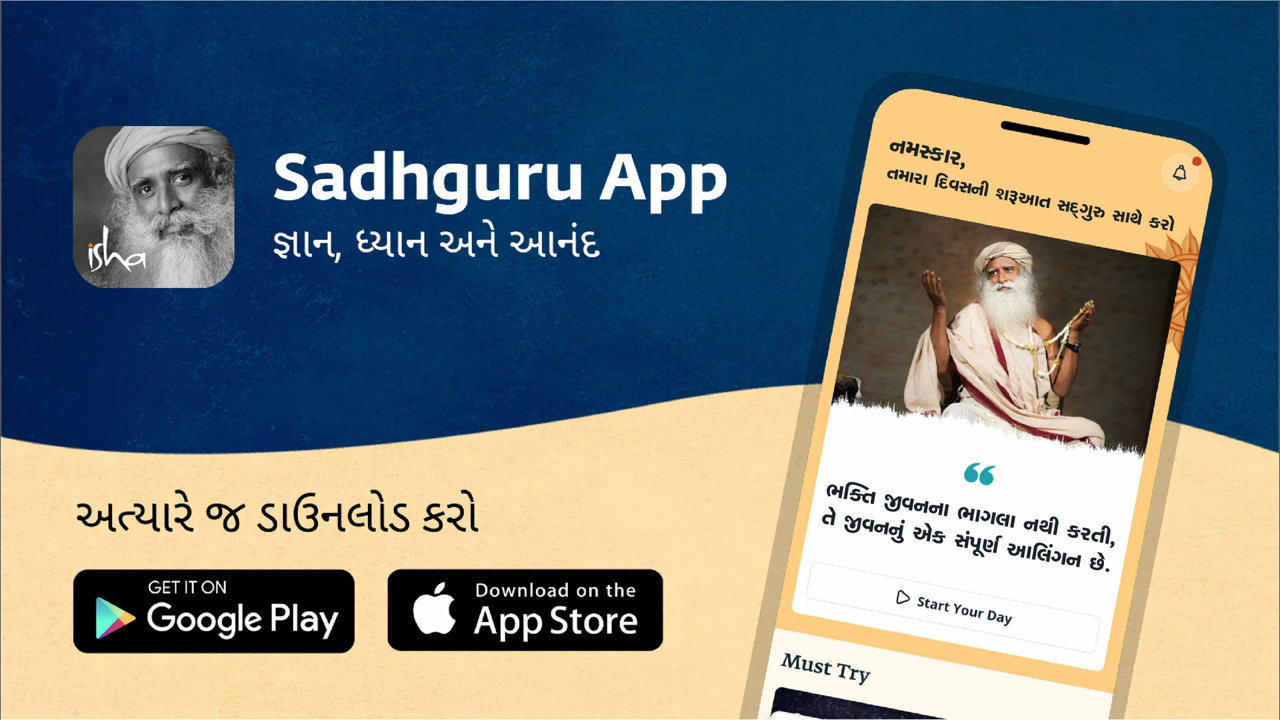 isha
Sadhguru App
જ્ઞાન, ધ્યાન અને આનંદ
અત્યારે જ ડાઉનલોડ કરો
GET IT ON
Google Play
Download on the
App Store
નમસ્કાર,
તમારા દિવસની શરૂઆત સદ્‌ગુરુ સાથે કરો
“
ભક્તિ જીવનના ભાગલા નથી કરતી,
તે જીવનનું એક સંપૂર્ણ આલિંગન છે.
Start Your Day
Must Try